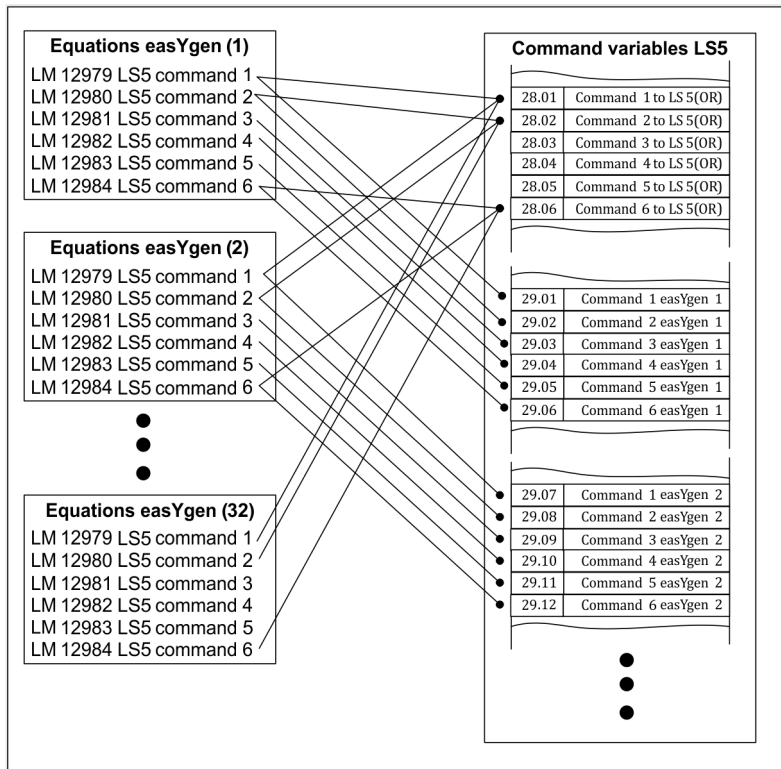 Equations easYgen (1)
LM 12979 LS5 command 1
LM 12980 LS5 command 2
LM 12981 LS5 command 3
LM 12982 LS5 command 4
LM 12983 LS5 command 5
LM 12984 LS5 command 6
Equations easYgen (2)
LM 12979 LS5 command 1
LM 12980 LS5 command 2
LM 12981 LS5 command 3
LM 12982 LS5 command 4
LM 12983 LS5 command 5
LM 12984 LS5 command 6
Equations easYgen (32)
LM 12979 LS5 command 1
LM 12980 LS5 command 2
LM 12981 LS5 command 3
LM 12982 LS5 command 4
LM 12983 LS5 command 5
LM 12984 LS5 command 6
Command variables LS5
28.01 Command 1 to LS 5(OR)
28.02 Command 2 to LS 5(OR)
28.03 Command 3 to LS 5(OR)
28.04 Command 4 to LS 5(OR)
28.05 Command 5 to LS 5(OR)
28.06 Command 6 to LS 5(OR)
29.01 Command 1 easYgen 1
29.02 Command 2 easYgen 1
29.03 Command 3 easYgen 1
29.04 Command 4 easYgen 1
29.05 Command 5 easYgen 1
29.06 Command 6 easYgen 1
29.07 Command 1 easYgen 2
29.08 Command 2 easYgen 2
29.09 Command 3 easYgen 2
29.10 Command 4 easYgen 2
29.11 Command 5 easYgen 2
29.12 Command 6 easYgen 2